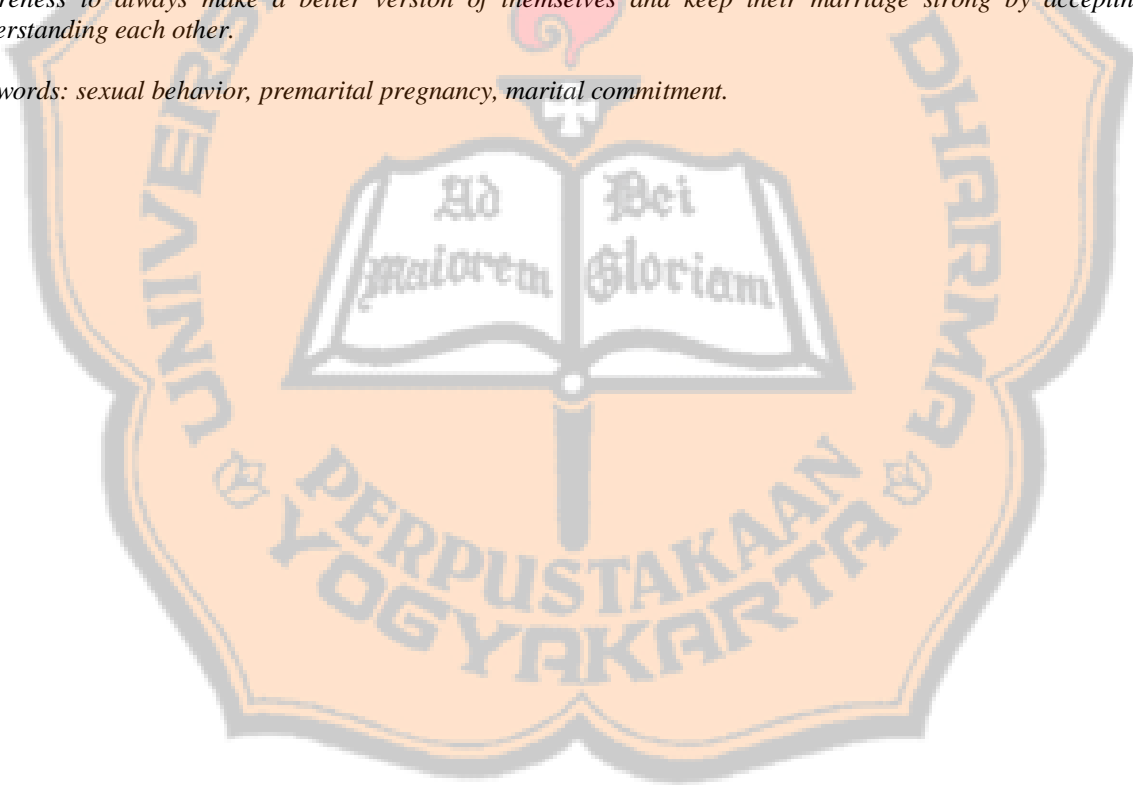 reness to always make a better version of themselves and keep their marriage strong by acceptin
erstanding each other.
words: sexual behavior, premarital pregnancy, marital commitment.
UNIVERS
DHARMA
Ad Dei
maiorem Gloriam
PERPUSTAKAAN
YOGYAKARTA